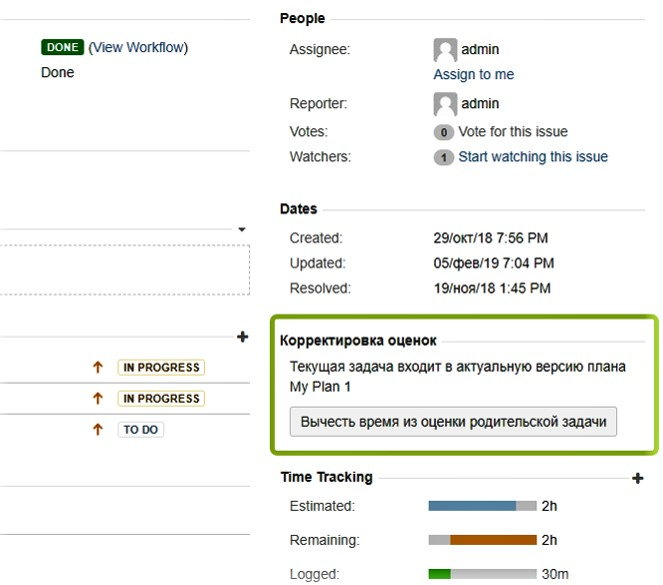 DONE (View Workflow)
Done
People
Assignee: admin
Assign to me
Reporter: admin
Votes: 0 Vote for this issue
Watchers: 1 Start watching this issue
Dates
Created: 29/окт/18 7:56 PM
Updated: 05/фев/19 7:04 PM
Resolved: 19/ноя/18 1:45 PM
Корректировка оценок
Текущая задача входит в актуальную версию плана
My Plan 1
Вычесть время из оценки родительской задачи
IN PROGRESS
IN PROGRESS
TO DO
Time Tracking
Estimated: 2h
Remaining: 2h
Logged: 30m